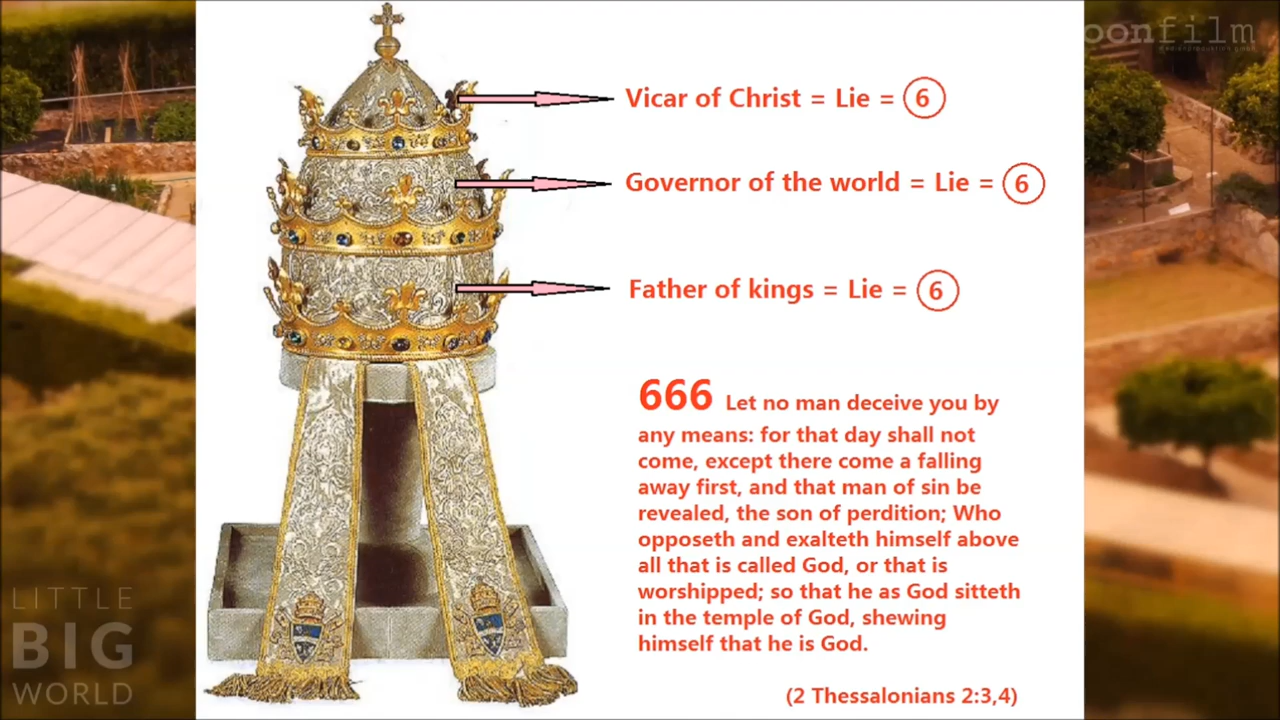 oonfilm
Vicar of Christ = Lie = 6
Governor of the world = Lie = 6
Father of kings = Lie = 6
666 Let no man deceive you by
any means: for that day shall not
come, except there come a falling
away first, and that man of sin be
revealed, the son of perdition; Who
opposeth and exalteth himself above
all that is called God, or that is
worshipped; so that he as God sitteth
in the temple of God, shewing
himself that he is God.
(2 Thessalonians 2:3,4)
LITTLE
BIG
WORLD